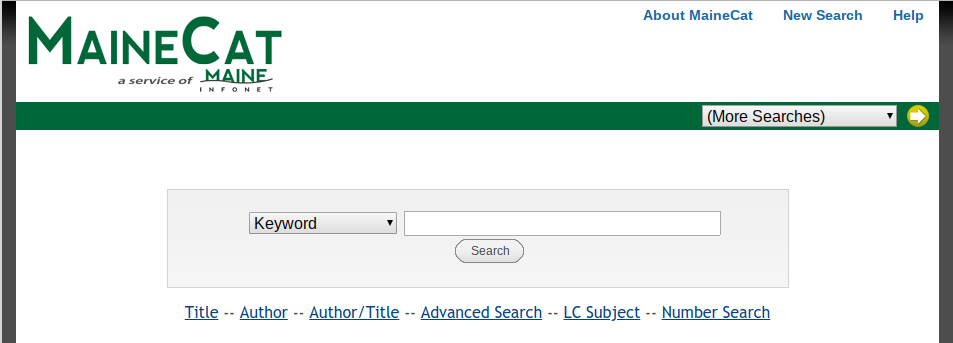 About MaineCat New Search Help
MAINECAT
a service of MAINE
INFONET
(More Searches)
Keyword
Search
Title -- Author -- Author/Title -- Advanced Search -- LC Subject -- Number Search